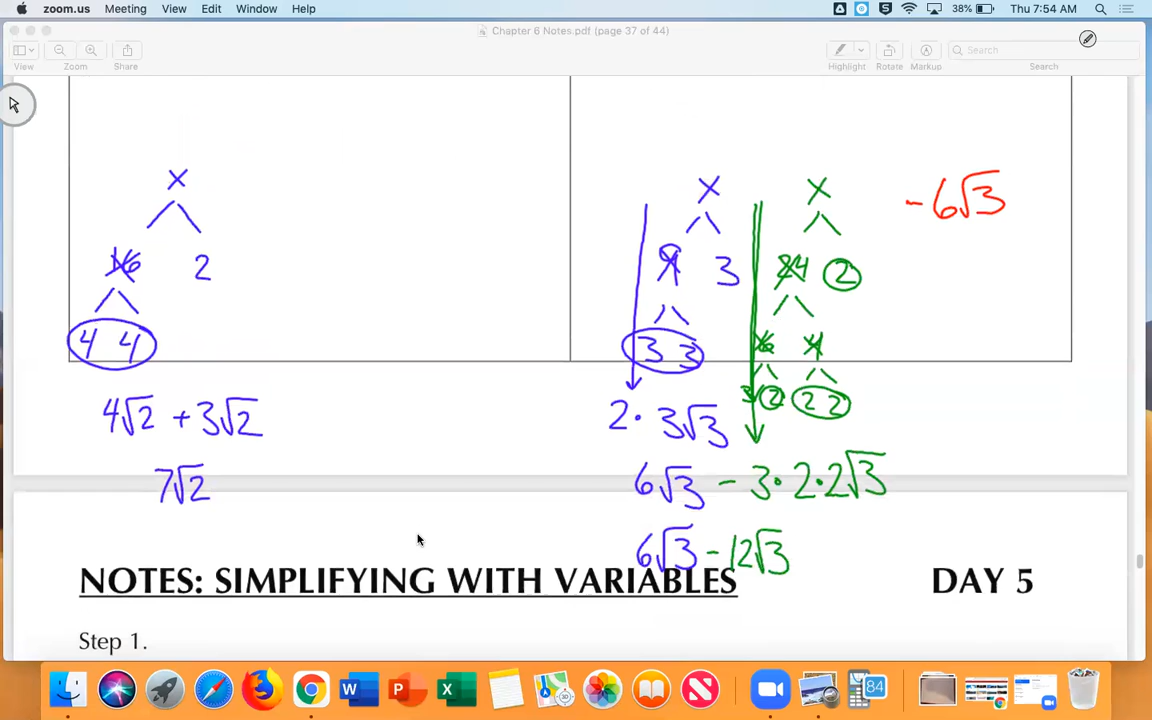 zoom.us Meeting View Edit Window Help 38% Thu 7:54 AM
Chapter 6 Notes.pdf (page 37 of 44)
Search
View Zoom Share Highlight Rotate Markup Search
x
16 2
4 4
4√2 + 3√2
7√2
x
9 3
3 3
2 · 3√3
x
24 2
6 4
3 2 2 2
6√3 - 3 · 2 · 2√3
6√3 - 12√3
-6√3
NOTES: SIMPLIFYING WITH VARIABLES DAY 5
Step 1.
84